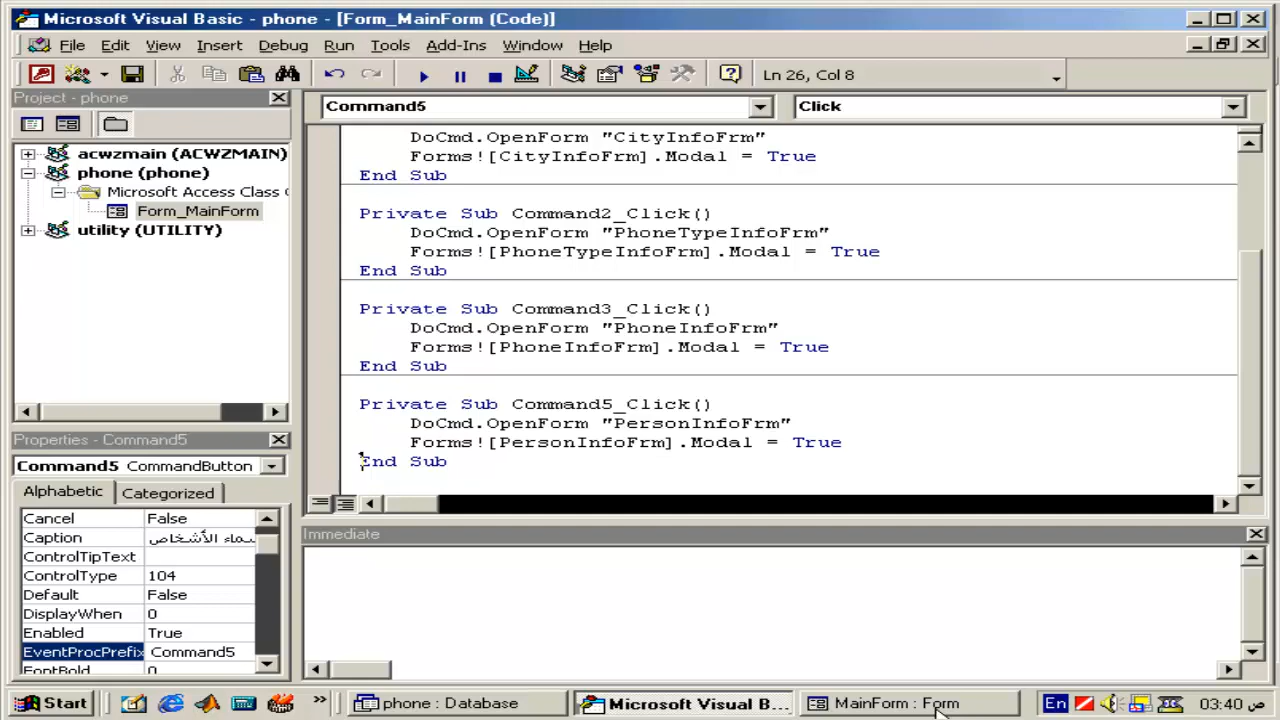 Microsoft Visual Basic - phone - [Form_MainForm (Code)]
File Edit View Insert Debug Run Tools Add-Ins Window Help
Ln 26, Col 8
Project - phone
Command5
Click
acwzmain (ACWZMAIN)
phone (phone)
Microsoft Access Class
Form_MainForm
utility (UTILITY)
DoCmd.OpenForm "CityInfoFrm"
Forms![CityInfoFrm].Modal = True
End Sub
Private Sub Command2_Click()
DoCmd.OpenForm "PhoneTypeInfoFrm"
Forms![PhoneTypeInfoFrm].Modal = True
End Sub
Private Sub Command3_Click()
DoCmd.OpenForm "PhoneInfoFrm"
Forms![PhoneInfoFrm].Modal = True
End Sub
Private Sub Command5_Click()
DoCmd.OpenForm "PersonInfoFrm"
Forms![PersonInfoFrm].Modal = True
End Sub
Properties - Command5
Command5 CommandButton
Alphabetic Categorized
Cancel False
Caption الأشخاص
ControlTipText
ControlType 104
Default False
DisplayWhen 0
Enabled True
EventProcPrefix Command5
FontBold 0
Immediate
Start
phone : Database
Microsoft Visual B...
MainForm : Form
En
03:40 ص